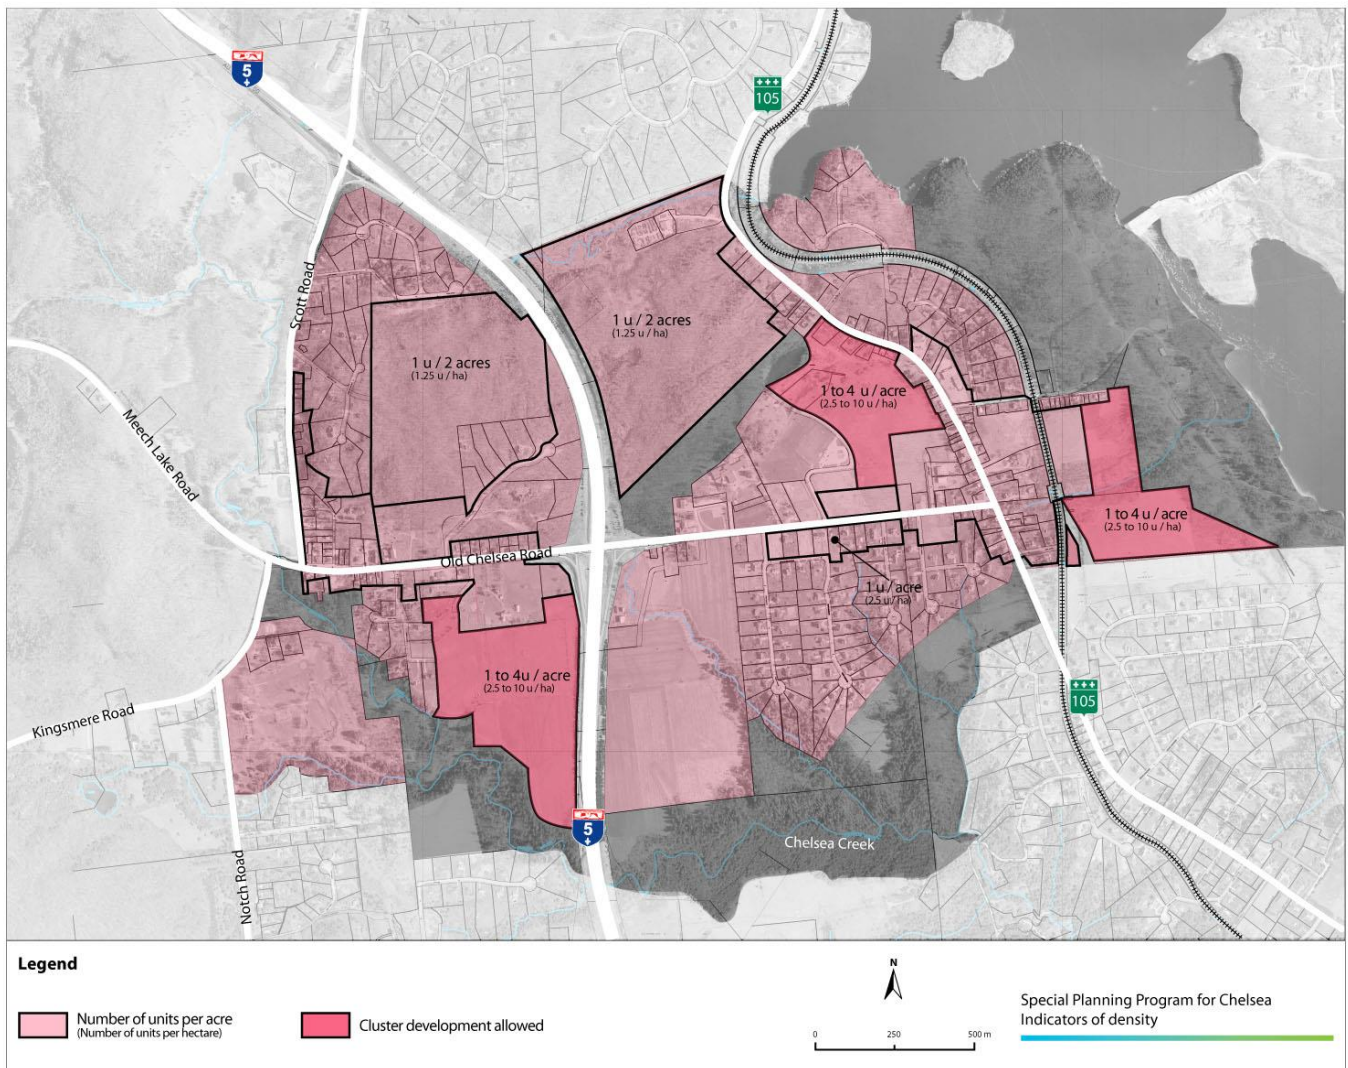 5
105
Scott Road
1 u / 2 acres
(1.25 u / ha)
1 u / 2 acres
(1.25 u / ha)
1 to 4 u / acre
(2.5 to 10 u / ha)
Meech Lake Road
1 to 4 u / acre
(2.5 to 10 u / ha)
Old Chelsea Road
1 u / acre
(2.5 u / ha)
1 to 4u / acre
(2.5 to 10 u / ha)
Kingsmere Road
105
5
Chelsea Creek
Notch Road
Legend
Number of units per acre
(Number of units per hectare)
Cluster development allowed
N
0 250 500 m
Special Planning Program for Chelsea
Indicators of density